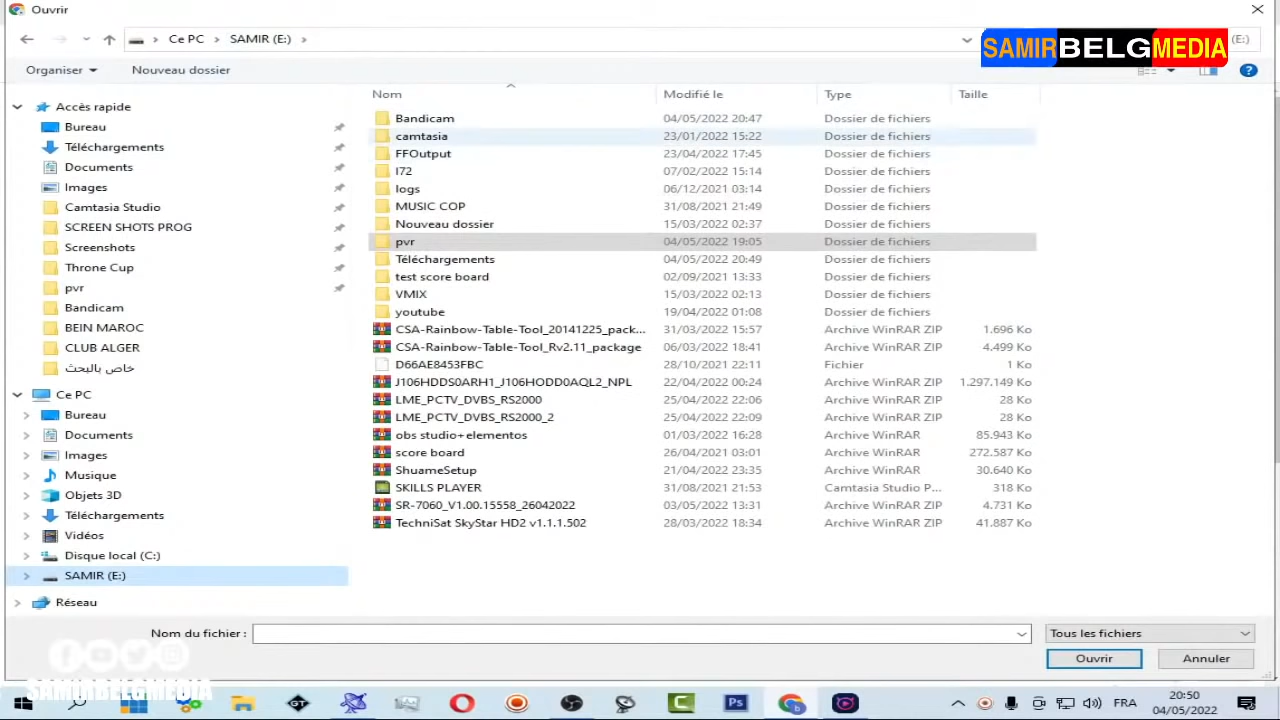 Ouvrir
Ce PC > SAMIR (E:) >
SAMIRBELGMEDIA
(E:)
Organiser
Nouveau dossier
Accès rapide
Bureau
Téléchargements
Documents
Images
Camtasia Studio
SCREEN SHOTS PROG
Screenshots
Throne Cup
pvr
Bandicam
BEIN MAROC
CLUB ALGER
خاص بالبحث
Ce PC
Bureau
Documents
Images
Musique
Objets 3D
Téléchargements
Vidéos
Disque local (C:)
SAMIR (E:)
Réseau
Nom Modifié le Type Taille
Bandicam 04/05/2022 20:47 Dossier de fichiers
camtasia 23/01/2022 15:22 Dossier de fichiers
FFOutput 23/04/2022 17:45 Dossier de fichiers
I72 07/02/2022 15:14 Dossier de fichiers
logs 06/12/2021 03:14 Dossier de fichiers
MUSIC COP 31/08/2021 21:49 Dossier de fichiers
Nouveau dossier 15/03/2022 02:37 Dossier de fichiers
pvr 04/05/2022 19:05 Dossier de fichiers
Téléchargements 04/05/2022 20:49 Dossier de fichiers
test score board 02/09/2021 13:33 Dossier de fichiers
VMIX 15/03/2022 02:13 Dossier de fichiers
youtube 19/04/2022 01:08 Dossier de fichiers
CSA-Rainbow-Table-Tool_20141225_pack... 31/03/2022 15:57 Archive WinRAR ZIP 1.696 Ko
CSA-Rainbow-Table-Tool_Rv2.11_package 06/03/2022 18:41 Archive WinRAR ZIP 4.499 Ko
D66AE8453FBC 28/10/2021 22:11 Fichier 1 Ko
J106HDDS0ARH1_J106HODD0AQL2_NPL 22/04/2022 00:24 Archive WinRAR ZIP 1.297.149 Ko
LME_PCTV_DVBS_RS2000 25/04/2022 22:06 Archive WinRAR ZIP 28 Ko
LME_PCTV_DVBS_RS2000_2 25/04/2022 22:09 Archive WinRAR ZIP 28 Ko
obs studio+elementos 01/03/2022 16:28 Archive WinRAR 85.943 Ko
score board 26/04/2021 03:01 Archive WinRAR 272.587 Ko
ShuameSetup 21/04/2022 23:35 Archive WinRAR 30.640 Ko
SKILLS PLAYER 31/08/2021 21:53 Camtasia Studio P... 318 Ko
SR-7060_V1.00.15558_26042022 03/05/2022 13:31 Archive WinRAR ZIP 4.731 Ko
TechniSat SkyStar HD2 v1.1.1.502 28/03/2022 18:54 Archive WinRAR ZIP 41.887 Ko
Nom du fichier :
Tous les fichiers
Ouvrir Annuler
SAMIRBELGMEDIA
FRA
20:50
04/05/2022